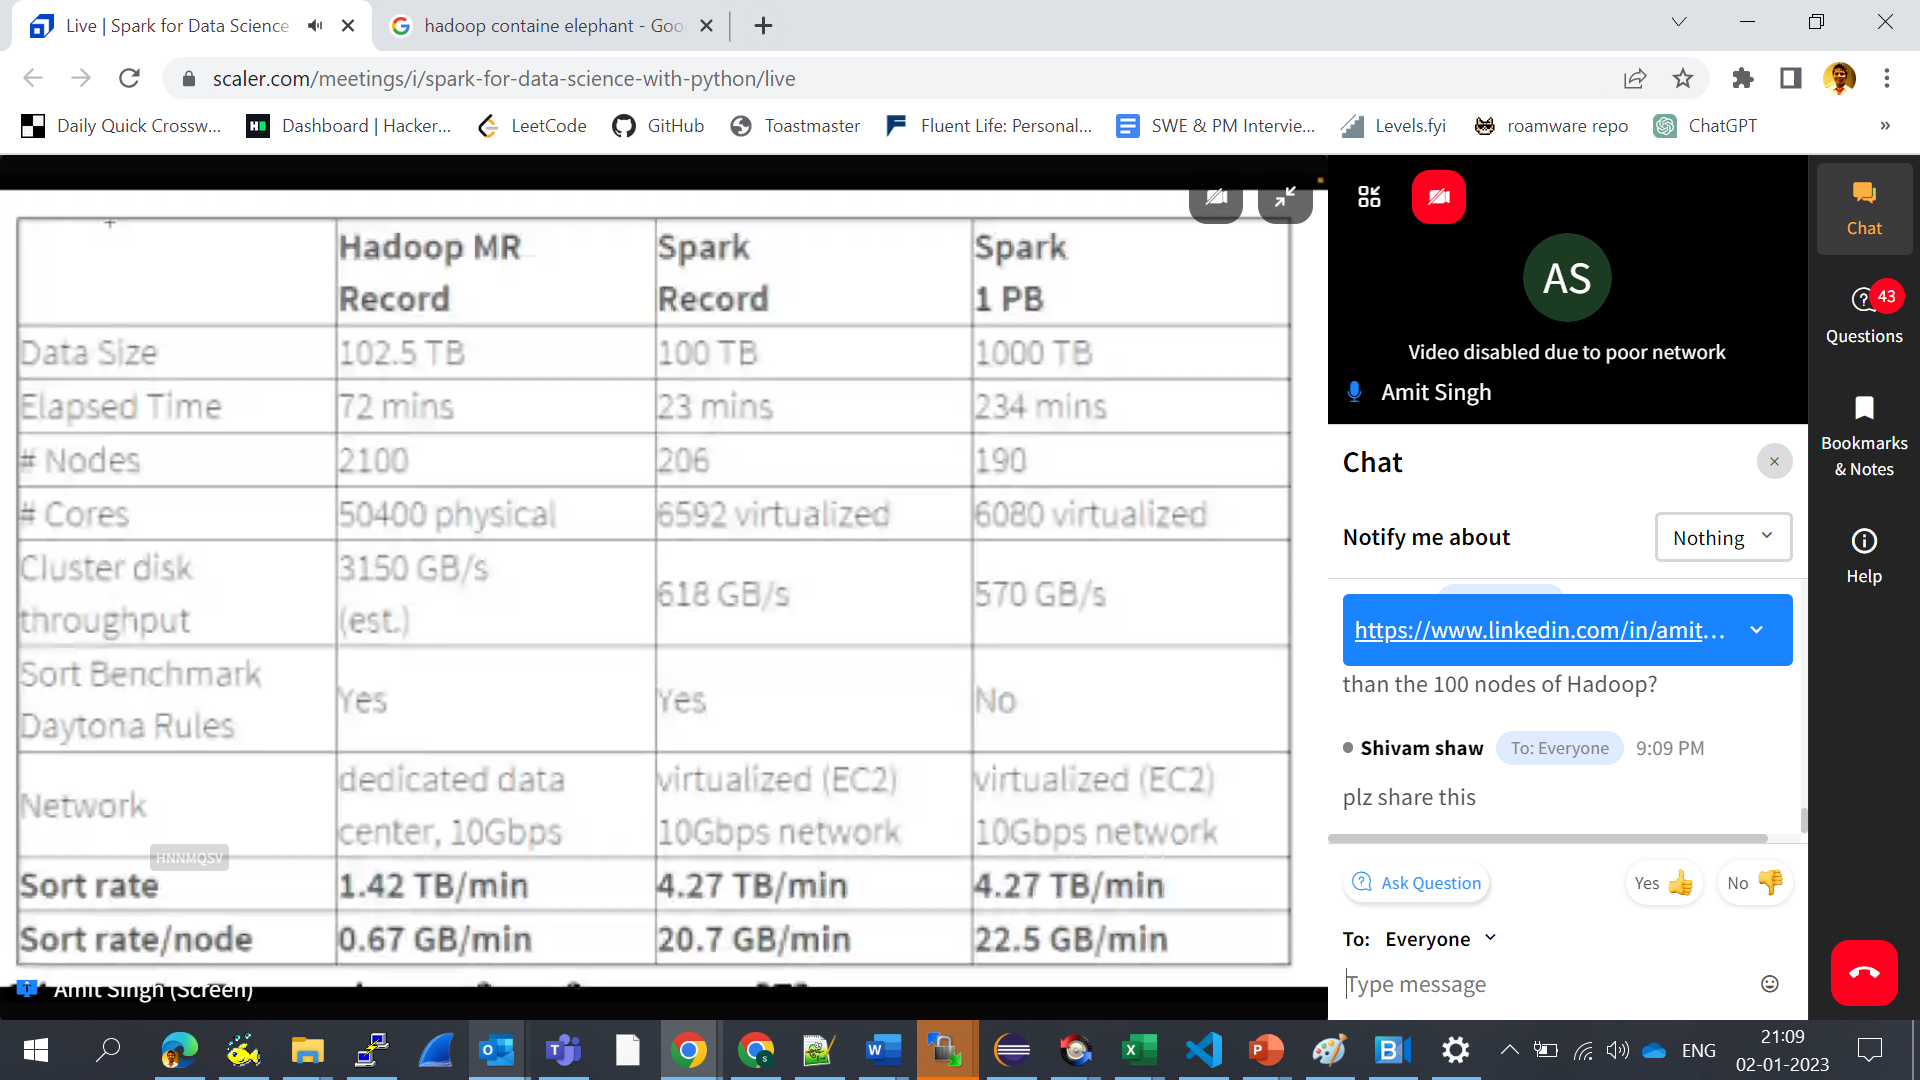 Live | Spark for Data Science
hadoop containe elephant - Goo
scaler.com/meetings/i/spark-for-data-science-with-python/live
Daily Quick Crossw...
Dashboard | Hacker...
LeetCode
GitHub
Toastmaster
Fluent Life: Personal...
SWE & PM Intervie...
Levels.fyi
roamware repo
ChatGPT
»
Hadoop MR Record
Spark Record
Spark 1 PB
Data Size 102.5 TB 100 TB 1000 TB
Elapsed Time 72 mins 23 mins 234 mins
# Nodes 2100 206 190
# Cores 50400 physical 6592 virtualized 6080 virtualized
Cluster disk throughput 3150 GB/s (est.) 618 GB/s 570 GB/s
Sort Benchmark Daytona Rules Yes Yes No
Network dedicated data center, 10Gbps virtualized (EC2) 10Gbps network virtualized (EC2) 10Gbps network
HNNMQSV
Sort rate 1.42 TB/min 4.27 TB/min 4.27 TB/min
Sort rate/node 0.67 GB/min 20.7 GB/min 22.5 GB/min
Amit Singh (Screen)
AS
Video disabled due to poor network
Amit Singh
Chat
Notify me about
Nothing
https://www.linkedin.com/in/amit...
than the 100 nodes of Hadoop?
Shivam shaw To: Everyone 9:09 PM
plz share this
Ask Question
Yes
No
To: Everyone
Type message
Chat
43
Questions
Bookmarks
& Notes
Help
ENG
21:09
02-01-2023